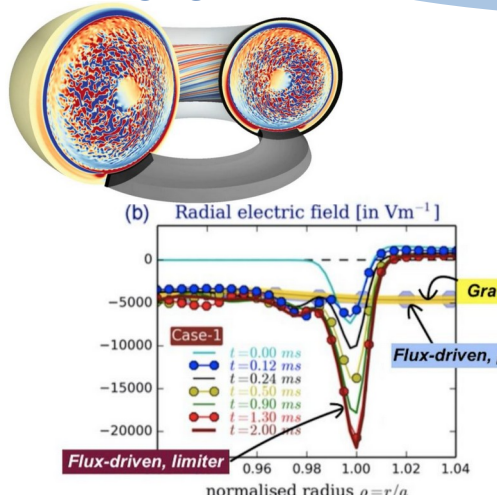 (b) Radial electric field [in Vm⁻¹]
0
−5000
−10000
−15000
−20000
Case-1
t=0.00 ms
t=0.12 ms
t=0.24 ms
t=0.50 ms
t=0.90 ms
t=1.30 ms
t=2.00 ms
Flux-driven,
Flux-driven, limiter
0.96 0.98 1.00 1.02 1.04
normalised radius ρ=r/a